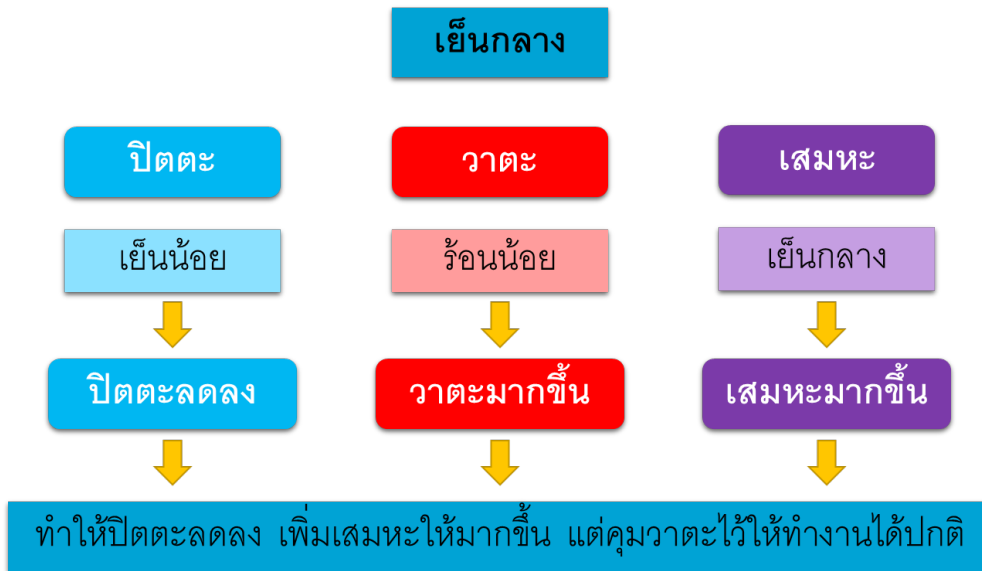 เย็นกลาง
ปิตตะ
วาตะ
เสมหะ
เย็นน้อย
ร้อนน้อย
เย็นกลาง
ปิตตะลดลง
วาตะมากขึ้น
เสมหะมากขึ้น
ทำให้ปิตตะลดลง เพิ่มเสมหะให้มากขึ้น แต่คุมวาตะไว้ให้ทำงานได้ปกติ